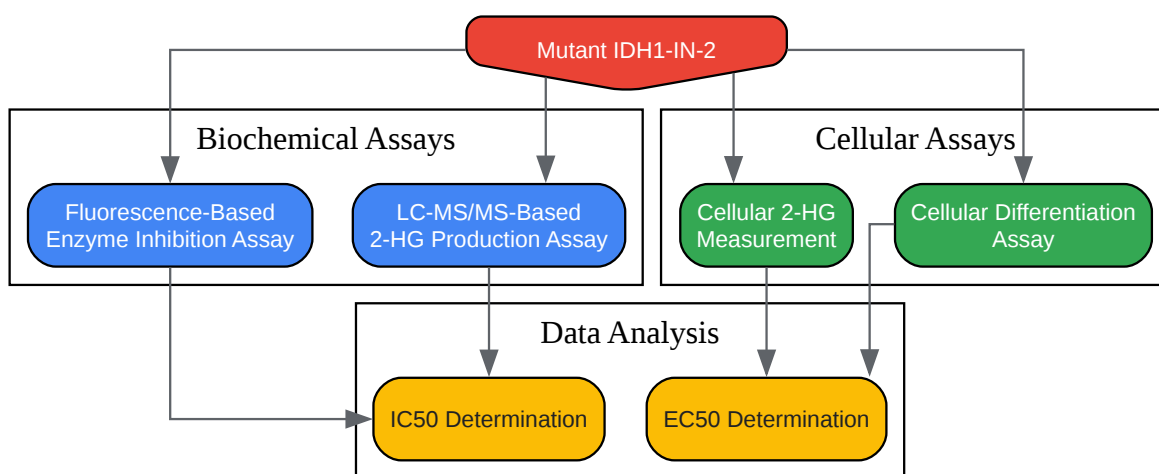 Mutant IDH1-IN-2
Biochemical Assays
Cellular Assays
Fluorescence-Based
Enzyme Inhibition Assay
LC-MS/MS-Based
2-HG Production Assay
Cellular 2-HG
Measurement
Cellular Differentiation
Assay
Data Analysis
IC50 Determination
EC50 Determination